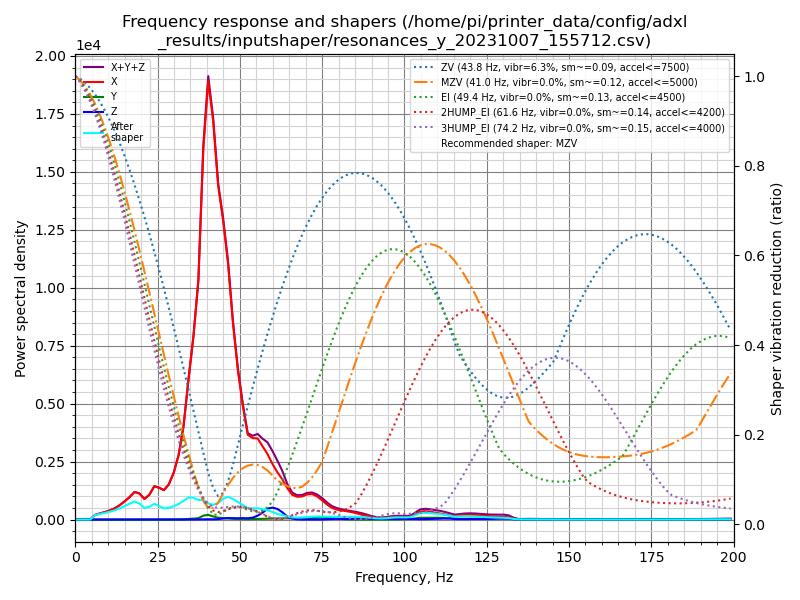 Frequency response and shapers (/home/pi/printer_data/config/adxl
_results/inputshaper/resonances_y_20231007_155712.csv)
1e4
X+Y+Z
X
Y
Z
After
shaper
ZV (43.8 Hz, vibr=6.3%, sm~=0.09, accel<=7500)
MZV (41.0 Hz, vibr=0.0%, sm~=0.12, accel<=5000)
EI (49.4 Hz, vibr=0.0%, sm~=0.13, accel<=4500)
2HUMP_EI (61.6 Hz, vibr=0.0%, sm~=0.14, accel<=4200)
3HUMP_EI (74.2 Hz, vibr=0.0%, sm~=0.15, accel<=4000)
Recommended shaper: MZV
Power spectral density
2.00
1.75
1.50
1.25
1.00
0.75
0.50
0.25
0.00
1.0
0.8
0.6
0.4
0.2
0.0
Shaper vibration reduction (ratio)
0 25 50 75 100 125 150 175 200
Frequency, Hz